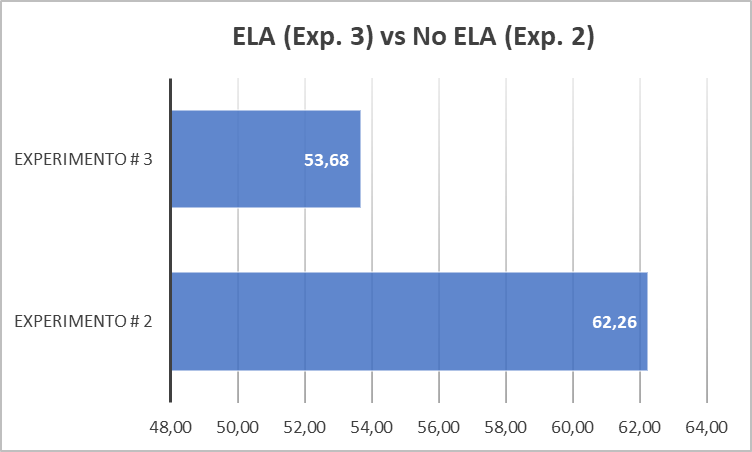 ELA (Exp. 3) vs No ELA (Exp. 2)
EXPERIMENTO # 3
53,68
EXPERIMENTO # 2
62,26
48,00 50,00 52,00 54,00 56,00 58,00 60,00 62,00 64,00